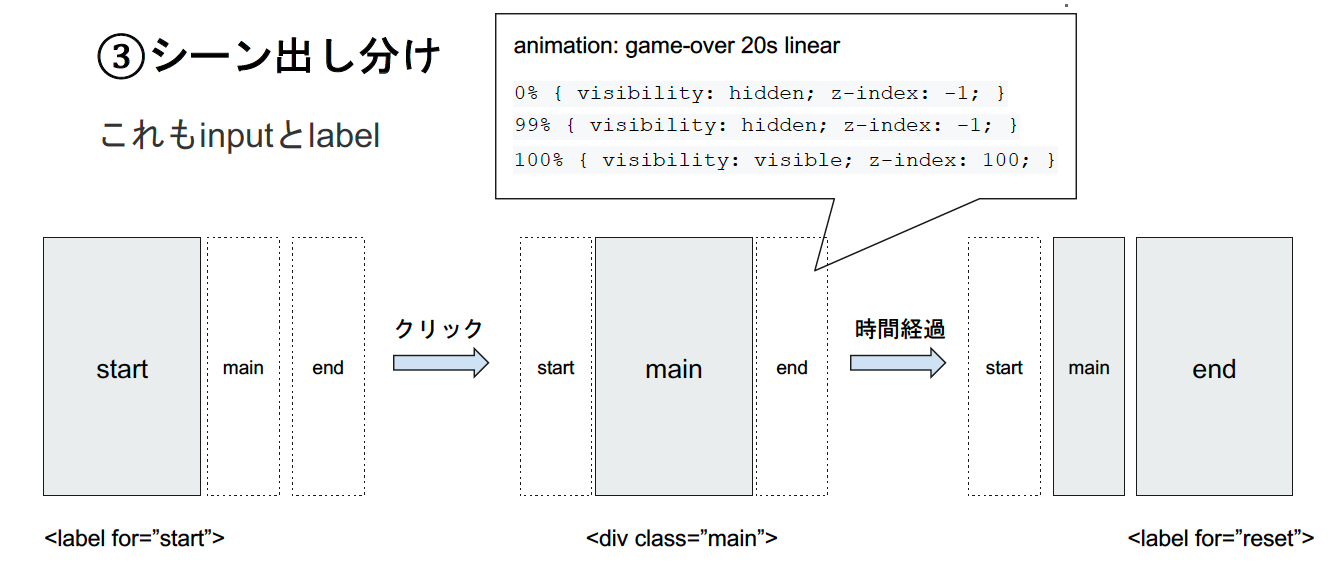 ③シーン出し分け
これもinputとlabel
animation: game-over 20s linear
0% { visibility: hidden; z-index: -1; }
99% { visibility: hidden; z-index: -1; }
100% { visibility: visible; z-index: 100; }
start
main
end
クリック
start
main
end
時間経過
start
main
end
<label for=”start”>
<div class=”main”>
<label for=”reset”>